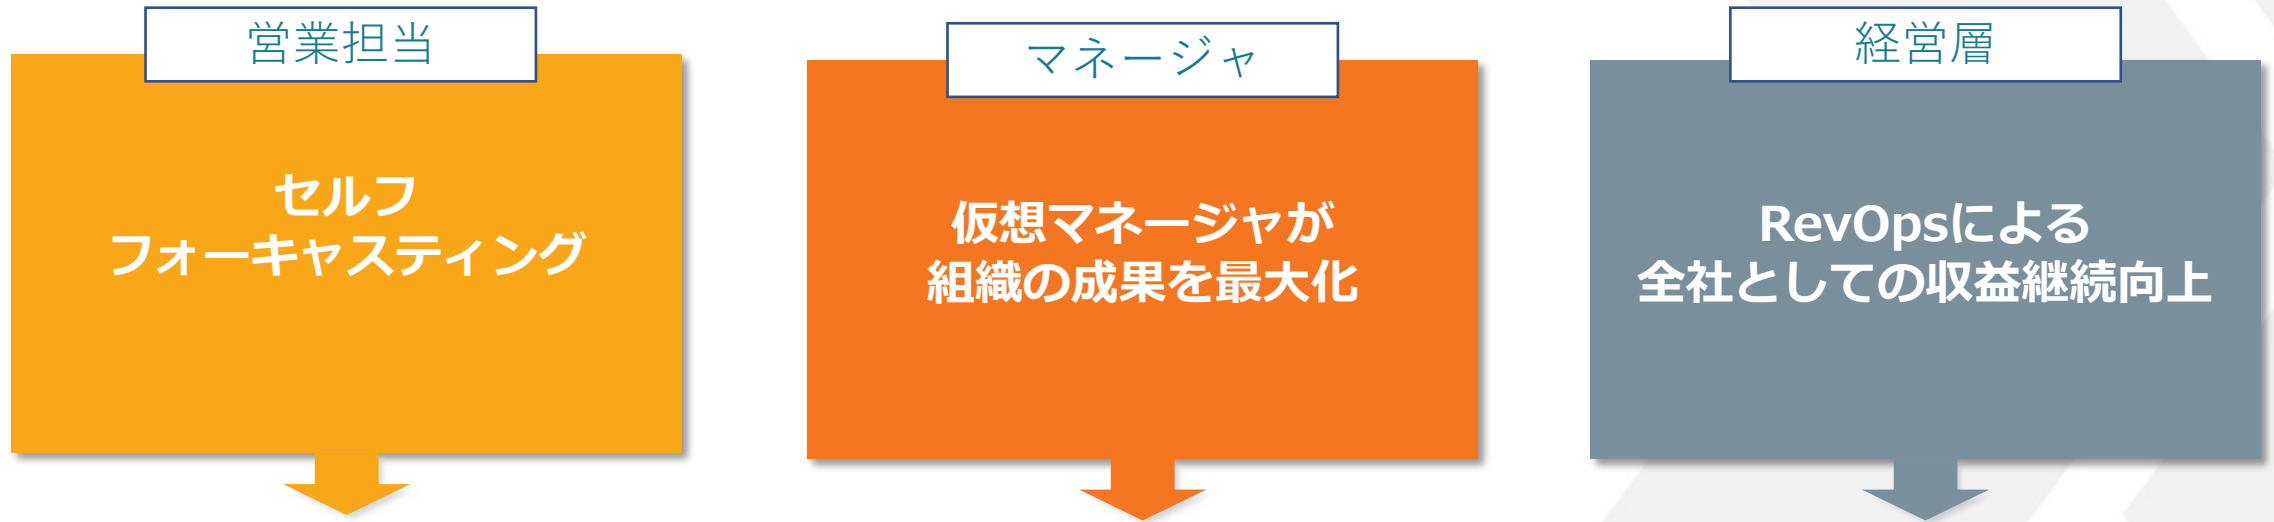 営業担当
セルフ
フォーキャスティング
マネージャ
仮想マネージャが
組織の成果を最大化
経営層
RevOpsによる
全社としての収益継続向上